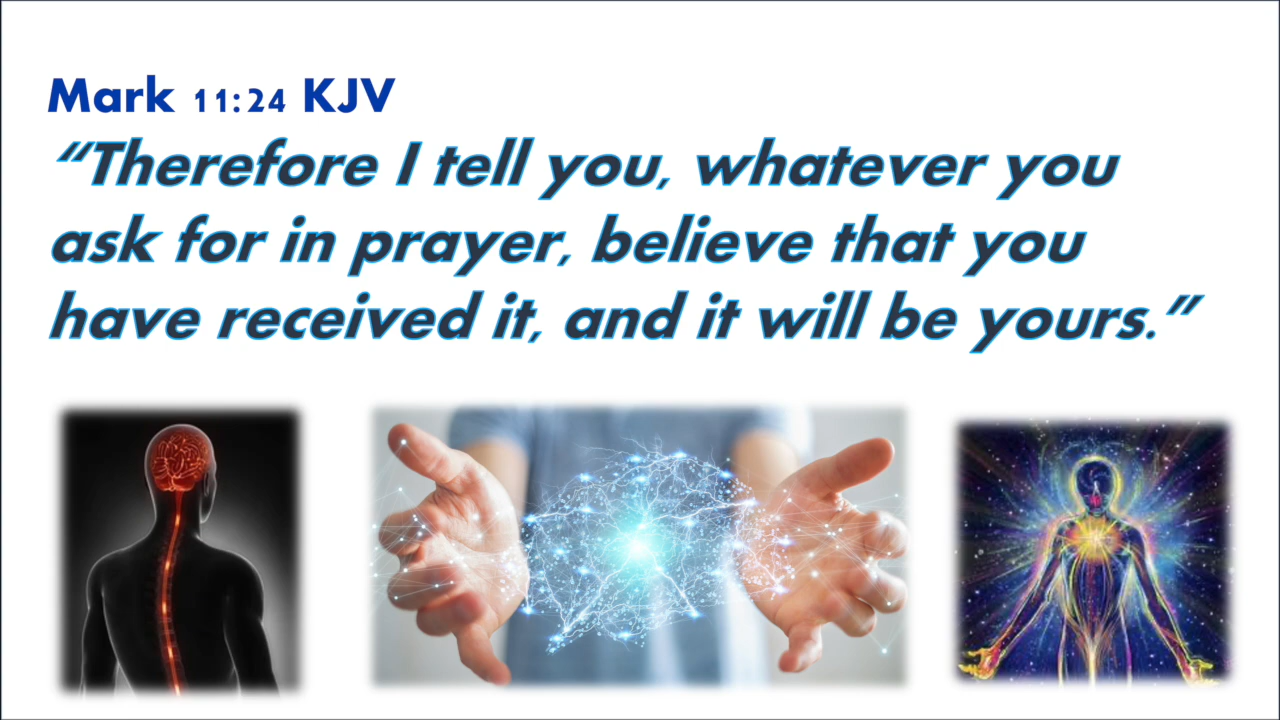 Mark 11:24 KJV
“Therefore I tell you, whatever you
ask for in prayer, believe that you
have received it, and it will be yours.”